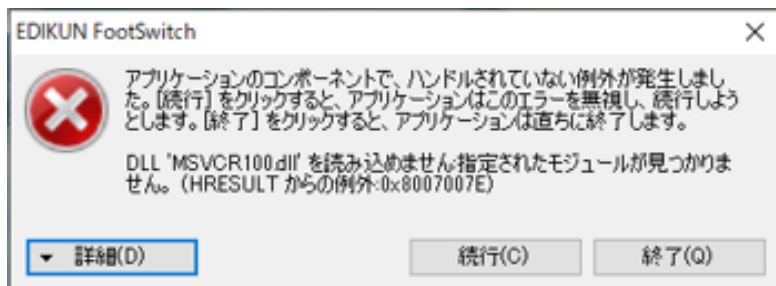 EDIKUN FootSwitch
アプリケーションのコンポーネントで、ハンドルされていない例外が発生しまし
た。[続行] をクリックすると、アプリケーションはこのエラーを無視し、続行しよう
とします。[終了] をクリックすると、アプリケーションは直ちに終了します。
DLL 'MSVCR100.dll' を読み込めません:指定されたモジュールが見つかりま
せん。 (HRESULT からの例外:0x8007007E)
詳細(D)
続行(C)
終了(Q)